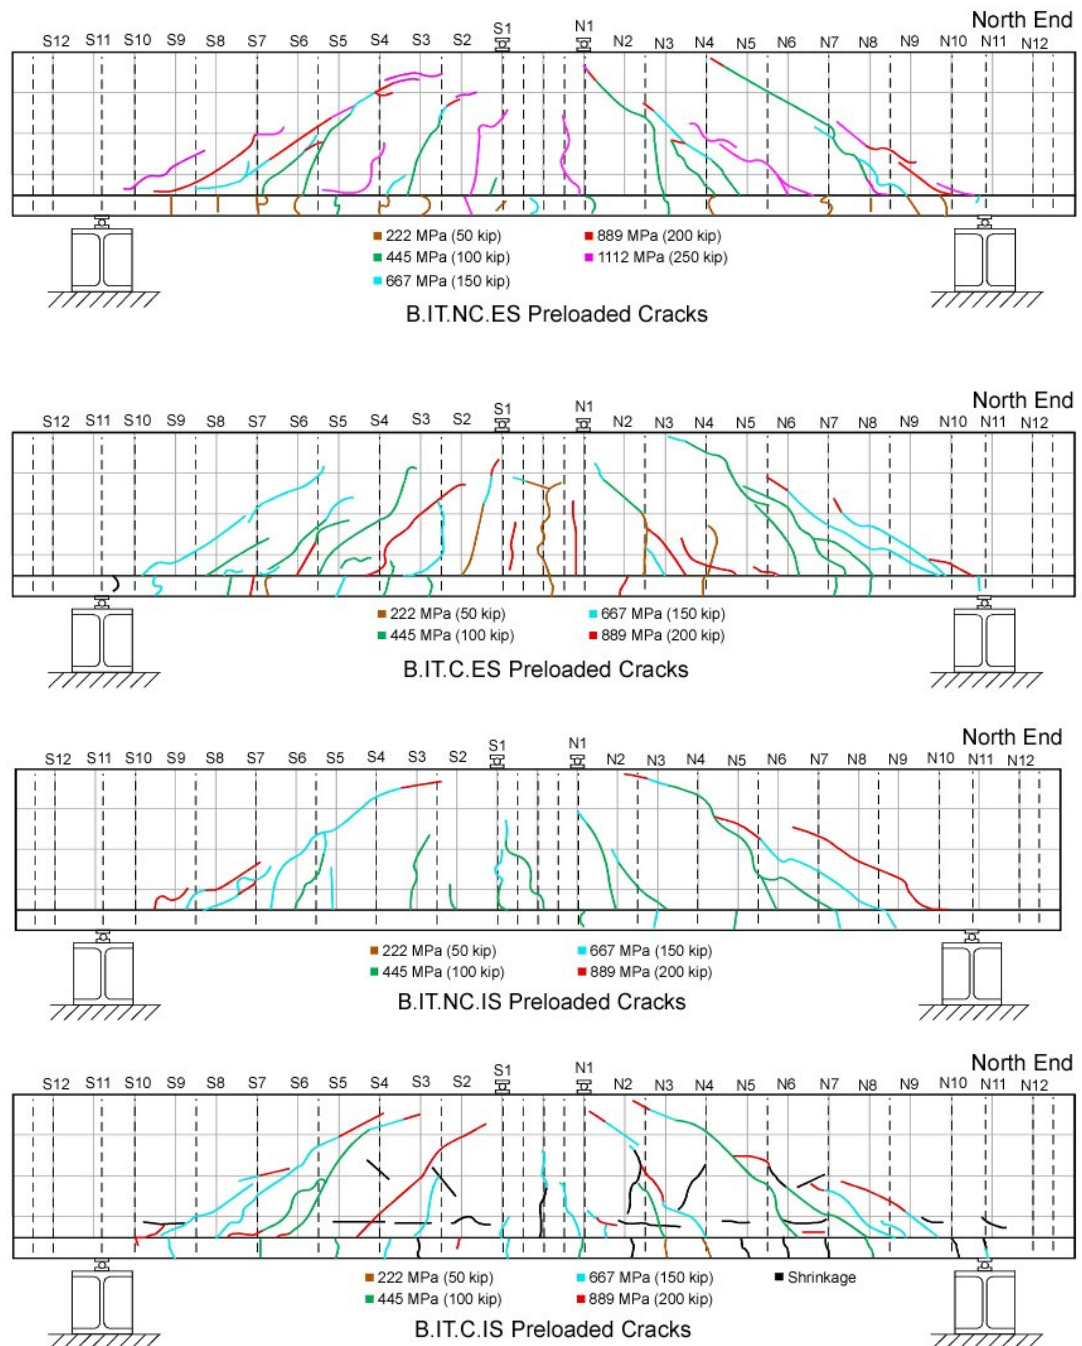 North End
S12 S11 S10 S9 S8 S7 S6 S5 S4 S3 S2 S1 N1 N2 N3 N4 N5 N6 N7 N8 N9 N10 N11 N12
222 MPa (50 kip) 889 MPa (200 kip)
445 MPa (100 kip) 1112 MPa (250 kip)
667 MPa (150 kip)
B.IT.NC.ES Preloaded Cracks
North End
S12 S11 S10 S9 S8 S7 S6 S5 S4 S3 S2 S1 N1 N2 N3 N4 N5 N6 N7 N8 N9 N10 N11 N12
222 MPa (50 kip) 667 MPa (150 kip)
445 MPa (100 kip) 889 MPa (200 kip)
B.IT.C.ES Preloaded Cracks
North End
S12 S11 S10 S9 S8 S7 S6 S5 S4 S3 S2 S1 N1 N2 N3 N4 N5 N6 N7 N8 N9 N10 N11 N12
222 MPa (50 kip) 667 MPa (150 kip)
445 MPa (100 kip) 889 MPa (200 kip)
B.IT.NC.IS Preloaded Cracks
North End
S12 S11 S10 S9 S8 S7 S6 S5 S4 S3 S2 S1 N1 N2 N3 N4 N5 N6 N7 N8 N9 N10 N11 N12
222 MPa (50 kip) 667 MPa (150 kip) Shrinkage
445 MPa (100 kip) 889 MPa (200 kip)
B.IT.C.IS Preloaded Cracks